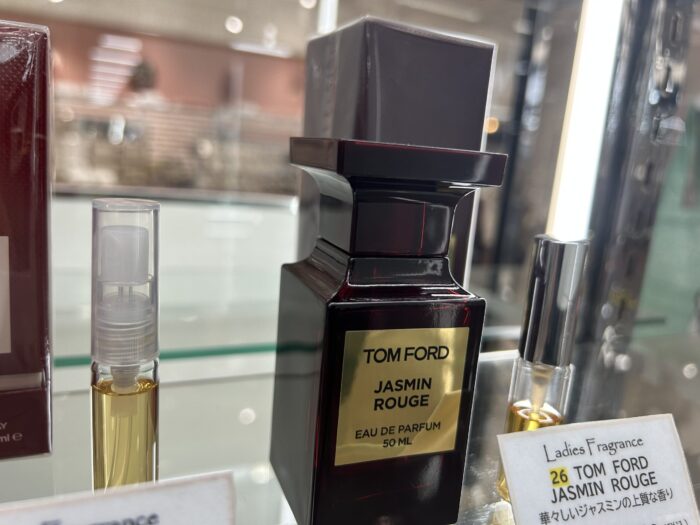 TOM FORD
JASMIN
ROUGE
EAU DE PARFUM
50 ML
Ladies Fragrance
26 TOM FORD
JASMIN ROUGE
華々しいジャスミンの上質な香り
Fragrance